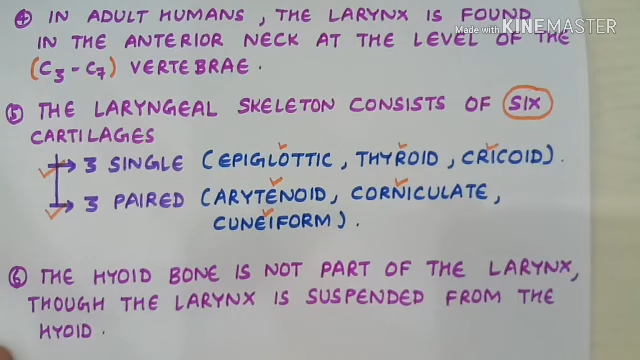 ④ IN ADULT HUMANS, THE LARYNX IS FOUND
Made with KINEMASTER
IN THE ANTERIOR NECK AT THE LEVEL OF THE
(C3 - C7) VERTEBRAE.
⑤ THE LARYNGEAL SKELETON CONSISTS OF SIX
CARTILAGES
→ 3 SINGLE (EPIGLOTTIC, THYROID, CRICOID).
→ 3 PAIRED (ARYTENOID, CORNICULATE,
CUNEIFORM).
⑥ THE HYOID BONE IS NOT PART OF THE LARYNX,
THOUGH THE LARYNX IS SUSPENDED FROM THE
HYOID.